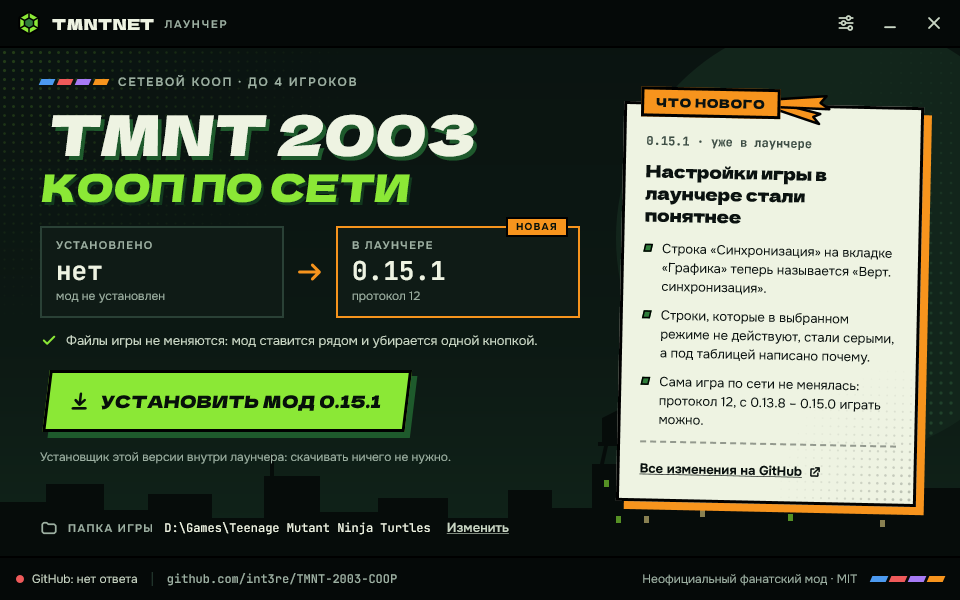 TMNTNET ЛАУНЧЕР
СЕТЕВОЙ КООП · ДО 4 ИГРОКОВ
TMNT 2003
КООП ПО СЕТИ
УСТАНОВЛЕНО
нет
мод не установлен
НОВАЯ
В ЛАУНЧЕРЕ
0.15.1
протокол 12
Файлы игры не меняются: мод ставится рядом и убирается одной кнопкой.
УСТАНОВИТЬ МОД 0.15.1
Установщик этой версии внутри лаунчера: скачивать ничего не нужно.
ПАПКА ИГРЫ D:\Games\Teenage Mutant Ninja Turtles Изменить
ЧТО НОВОГО
0.15.1 · уже в лаунчере
Настройки игры в
лаунчере стали
понятнее
Строка «Синхронизация» на вкладке
«Графика» теперь называется «Верт.
синхронизация».
Строки, которые в выбранном
режиме не действуют, стали серыми,
а под таблицей написано почему.
Сама игра по сети не менялась:
протокол 12, с 0.13.8 – 0.15.0 играть
можно.
Все изменения на GitHub
GitHub: нет ответа
github.com/int3re/TMNT-2003-COOP
Неофициальный фанатский мод · MIT